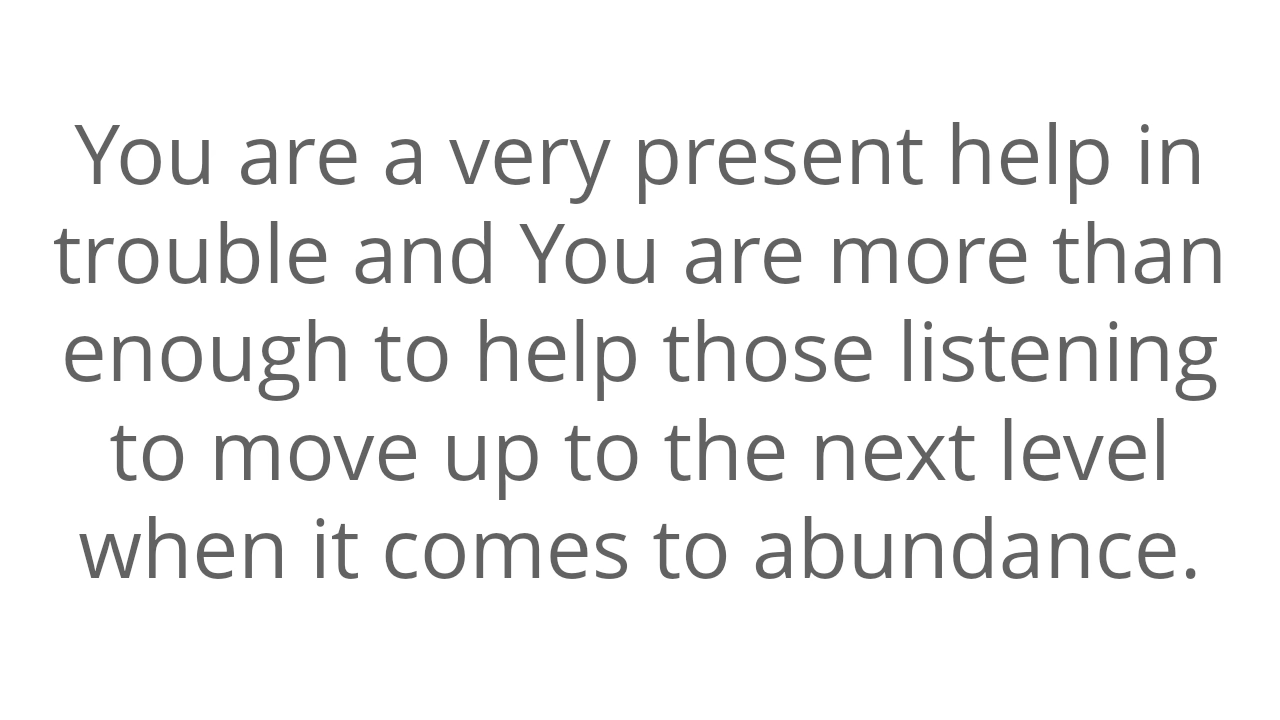 You are a very present help in
trouble and You are more than
enough to help those listening
to move up to the next level
when it comes to abundance.